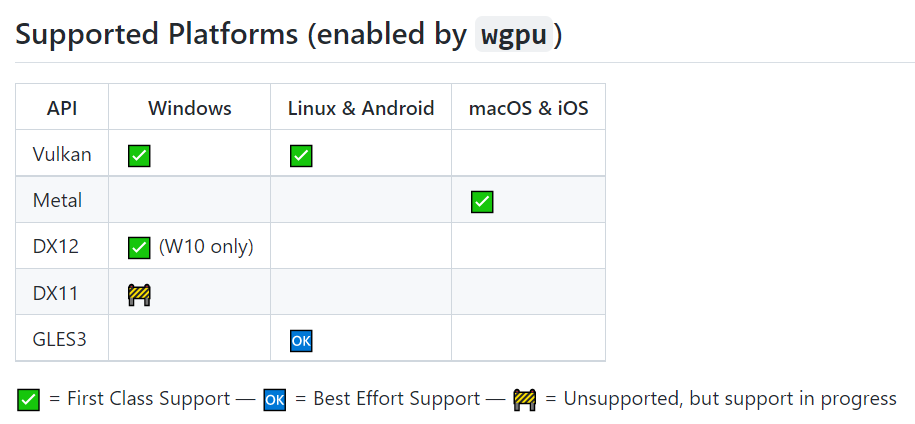 Supported Platforms (enabled by wgpu)
API Windows Linux & Android macOS & iOS
Vulkan ✅ ✅
Metal ✅
DX12 ✅ (W10 only)
DX11 🚧
GLES3 🆗
✅ = First Class Support — 🆗 = Best Effort Support — 🚧 = Unsupported, but support in progress